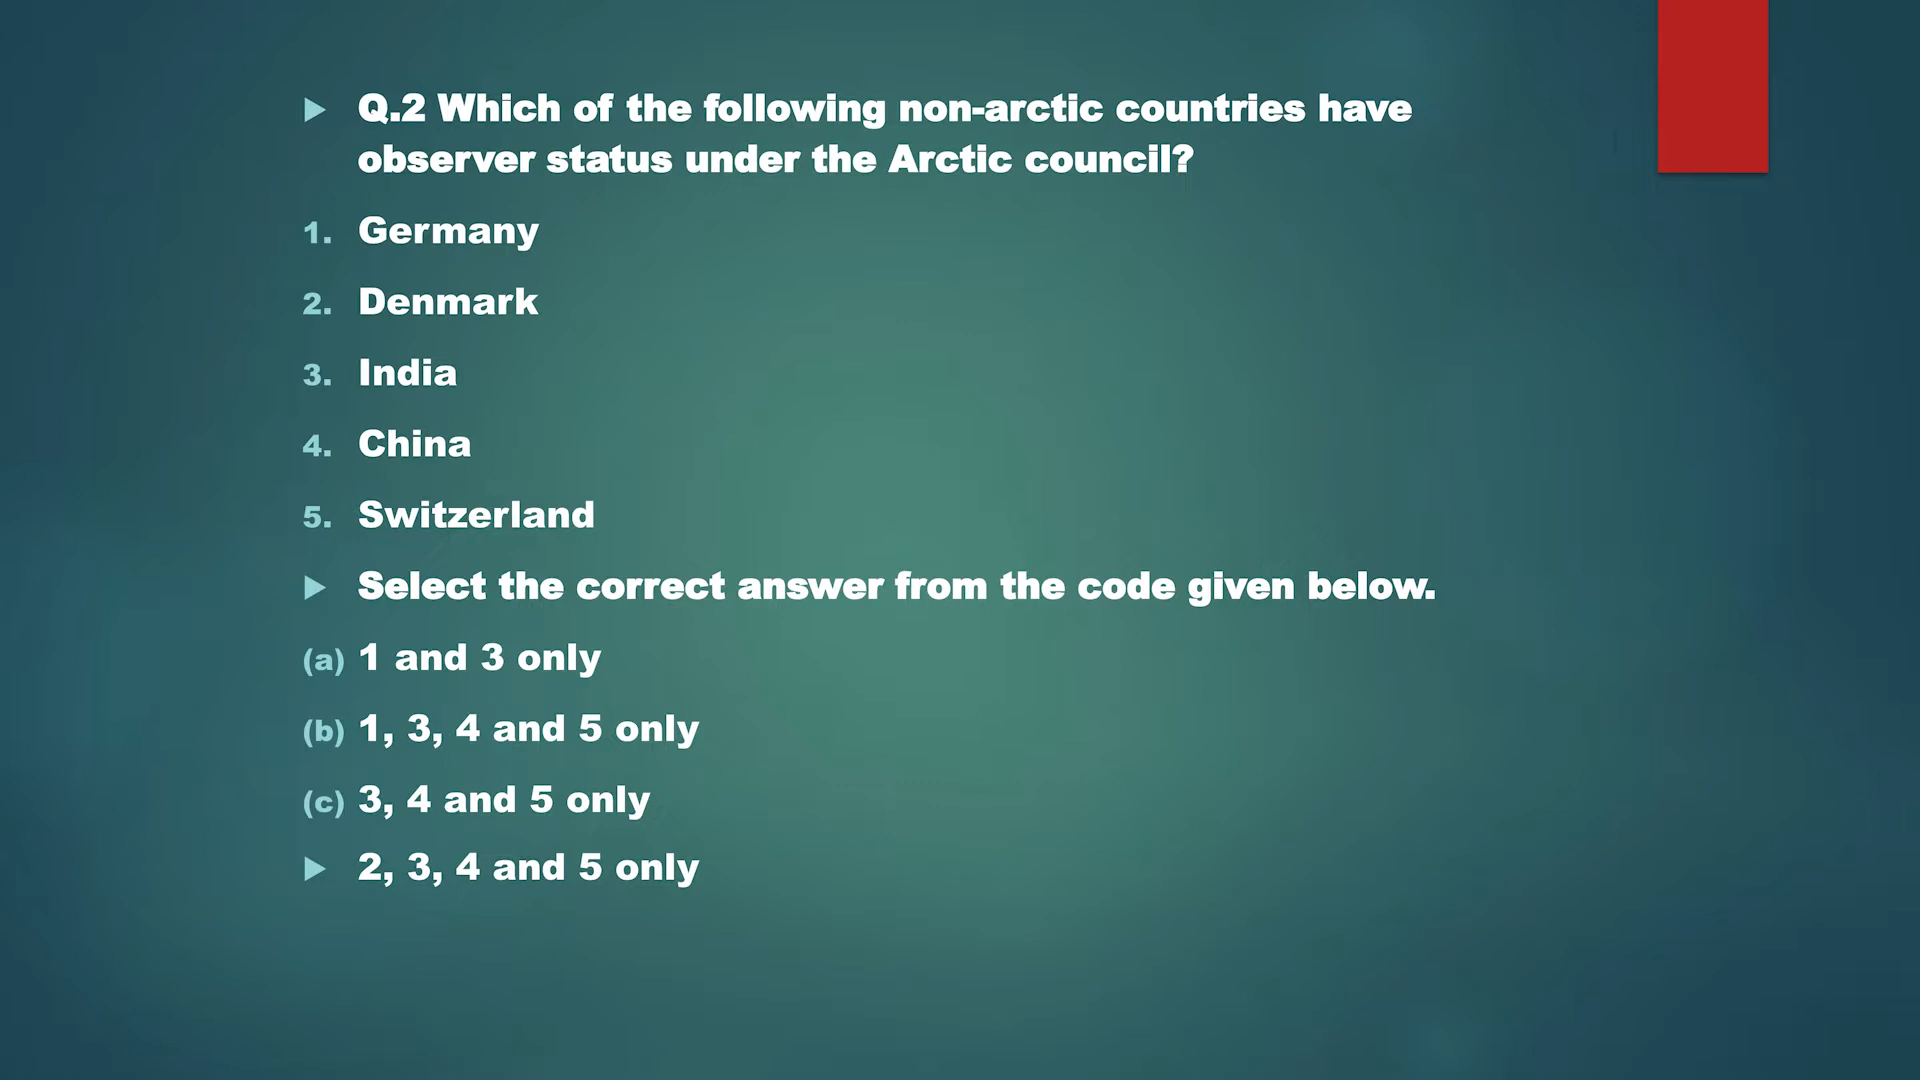 Q.2 Which of the following non-arctic countries have
observer status under the Arctic council?
1. Germany
2. Denmark
3. India
4. China
5. Switzerland
Select the correct answer from the code given below.
(a) 1 and 3 only
(b) 1, 3, 4 and 5 only
(c) 3, 4 and 5 only
2, 3, 4 and 5 only